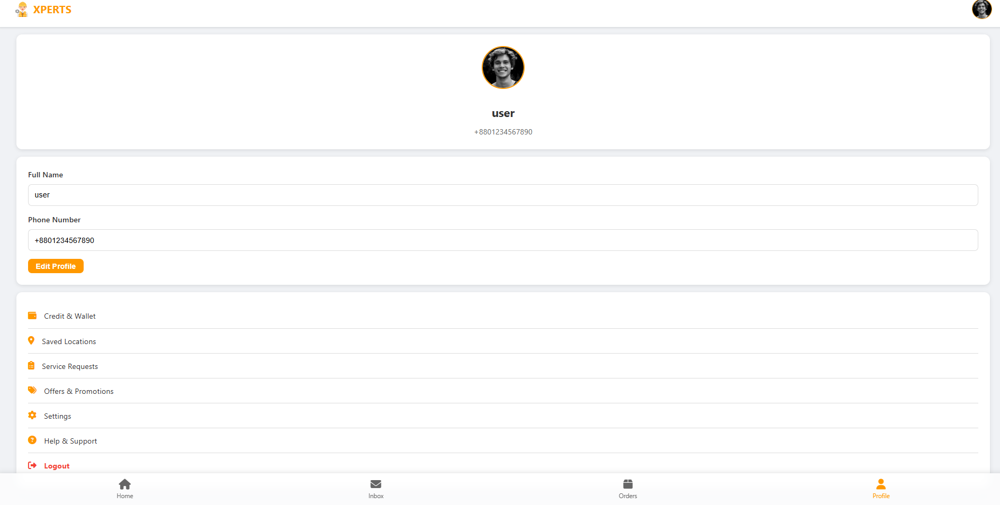 XPERTS
user
+8801234567890
Full Name
user
Phone Number
+8801234567890
Edit Profile
Credit & Wallet
Saved Locations
Service Requests
Offers & Promotions
Settings
Help & Support
Logout
Home
Inbox
Orders
Profile